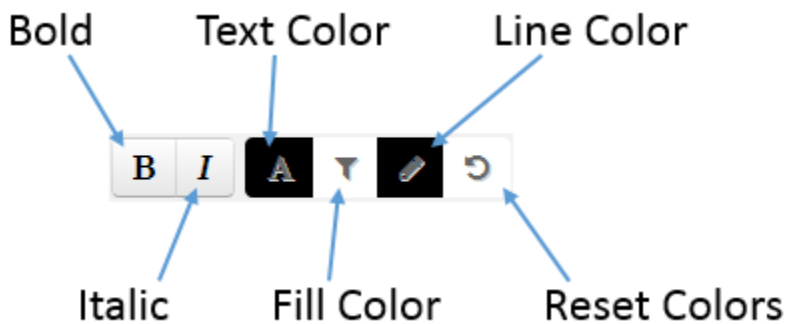 Bold Text Color Line Color
B I A
Italic Fill Color Reset Colors